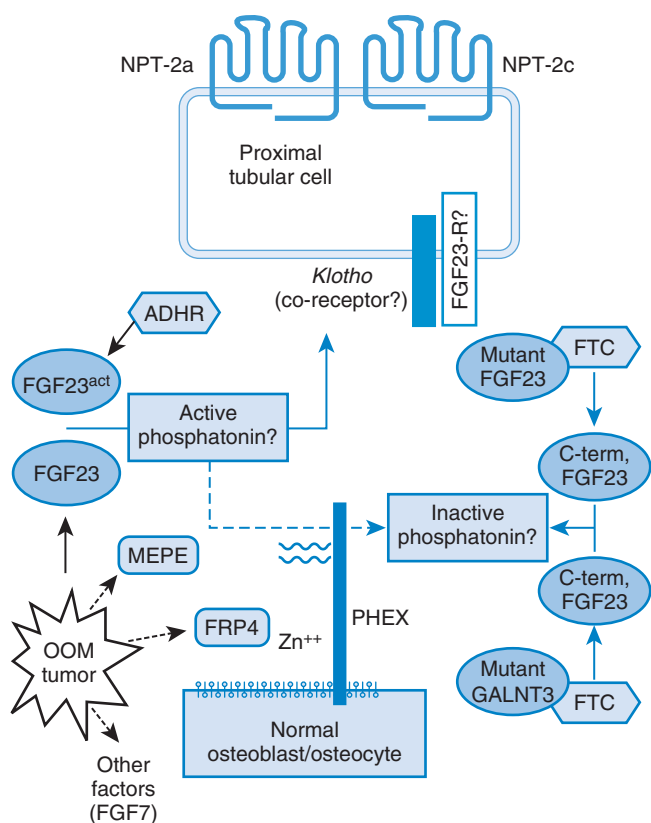 NPT-2a
NPT-2c
Proximal
tubular cell
FGF23-R?
Klotho
(co-receptor?)
ADHR
FGF23act
FGF23
Active
phosphatonin?
Mutant
FGF23
FTC
C-term,
FGF23
Inactive
phosphatonin?
C-term,
FGF23
Mutant
GALNT3
FTC
MEPE
FRP4
OOM
tumor
Other
factors
(FGF7)
Zn++
PHEX
Normal
osteoblast/osteocyte